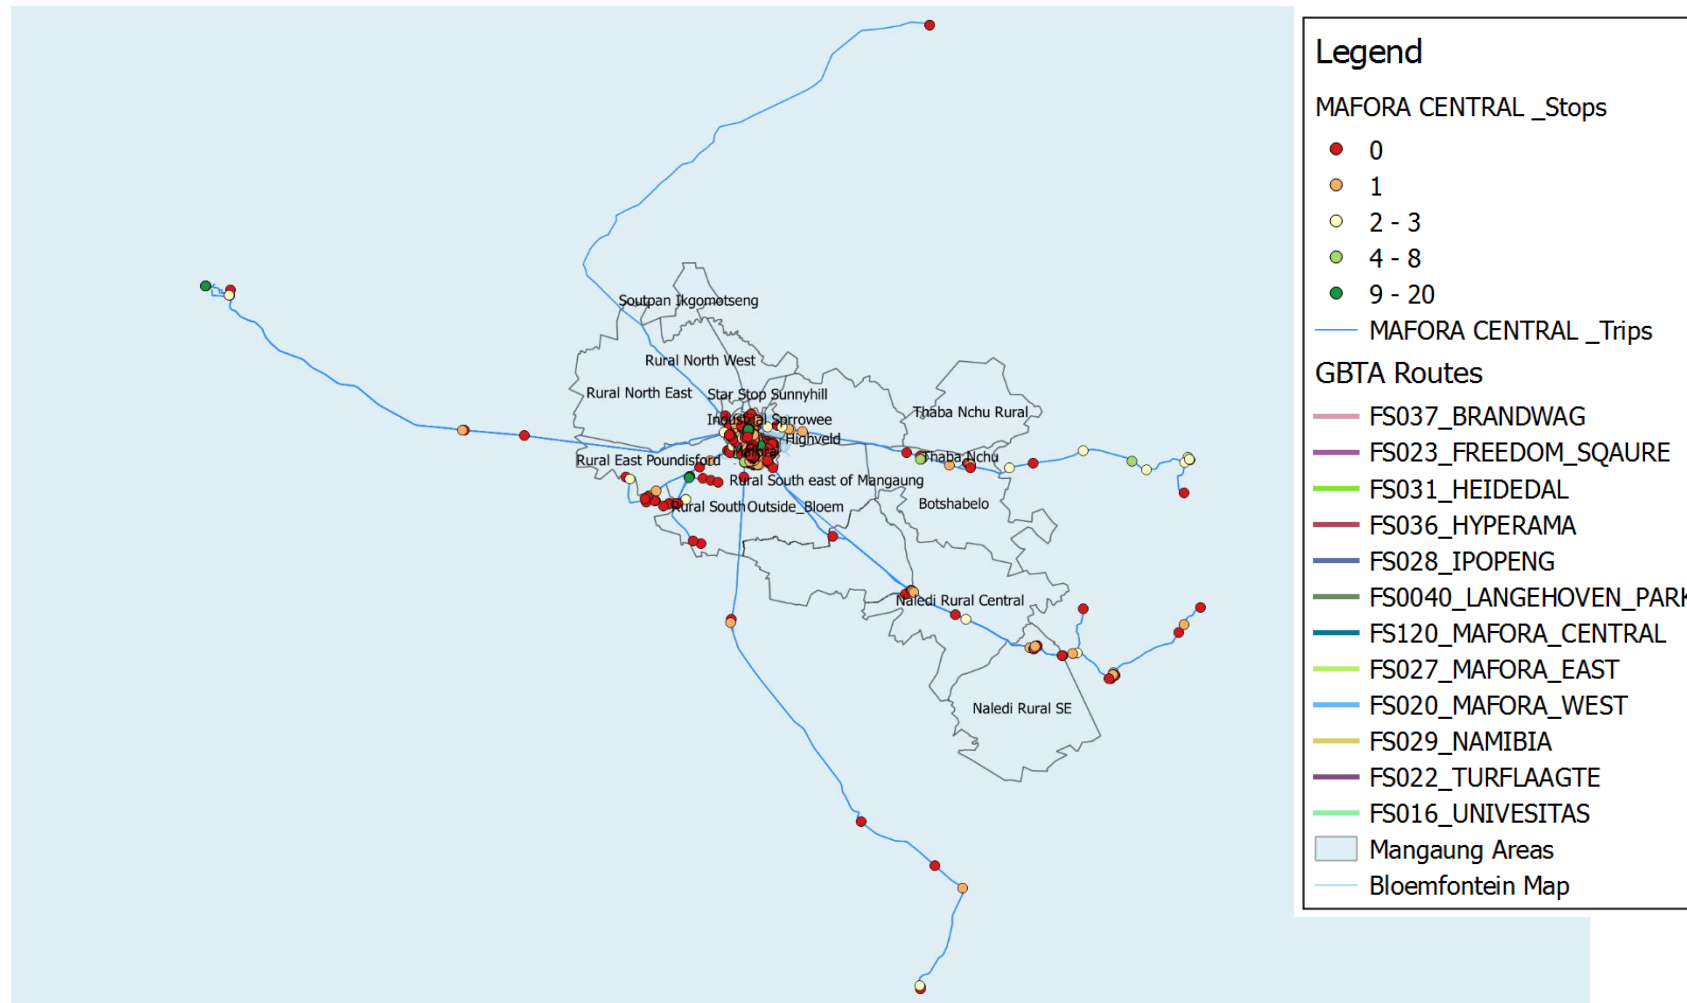 Soutpan Ikgomotseng
Rural North West
Rural North East
Star Stop Sunnyhill
Thaba Nchu Rural
Industrial Sprrowee
Highveld
Mafora
Thaba Nchu
Rural East Poundisford
Rural South east of Mangaung
Rural South Outside_Bloem
Botshabelo
Naledi Rural Central
Naledi Rural SE
Legend
MAFORA CENTRAL _Stops
0
1
2 - 3
4 - 8
9 - 20
MAFORA CENTRAL _Trips
GBTA Routes
FS037_BRANDWAG
FS023_FREEDOM_SQAURE
FS031_HEIDEDAL
FS036_HYPERAMA
FS028_IPOPENG
FS0040_LANGEHOVEN_PARK
FS120_MAFORA_CENTRAL
FS027_MAFORA_EAST
FS020_MAFORA_WEST
FS029_NAMIBIA
FS022_TURFLAAGTE
FS016_UNIVESITAS
Mangaung Areas
Bloemfontein Map